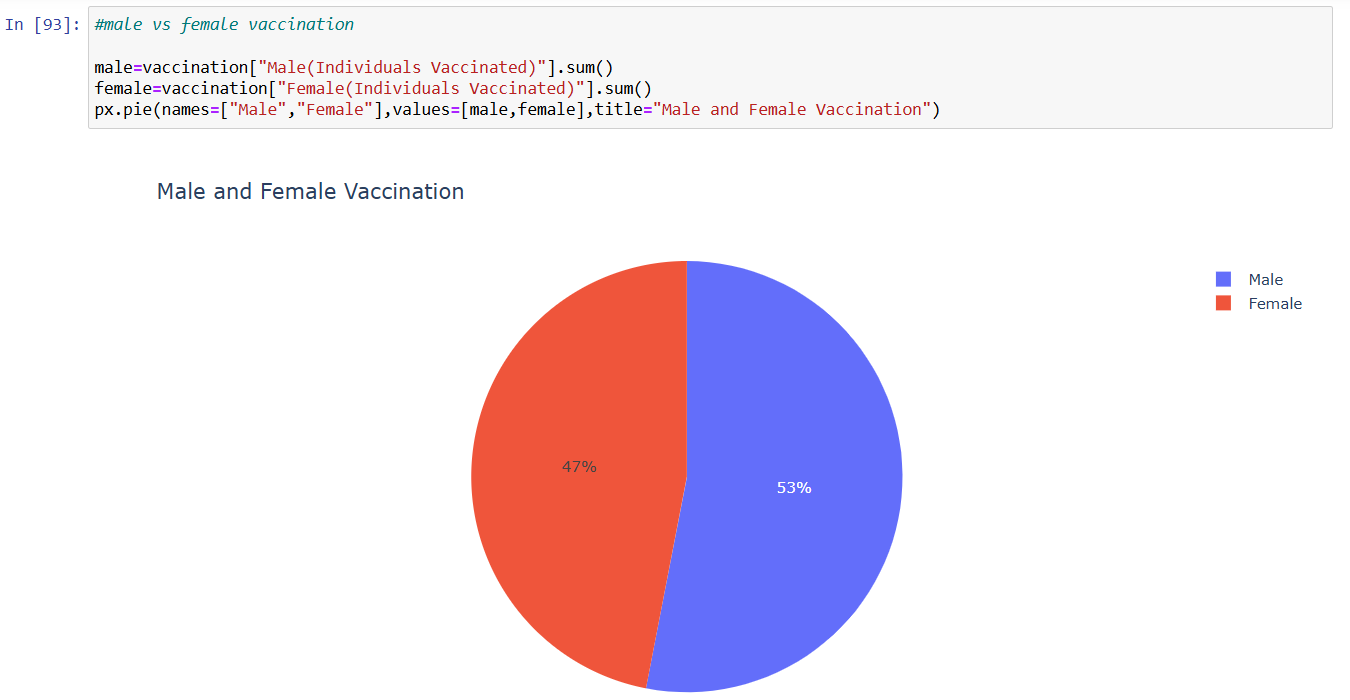 In [93]: #male vs female vaccination
male=vaccination["Male(Individuals Vaccinated)"].sum()
female=vaccination["Female(Individuals Vaccinated)"].sum()
px.pie(names=["Male","Female"],values=[male,female],title="Male and Female Vaccination")
Male and Female Vaccination
Male
Female
47%
53%